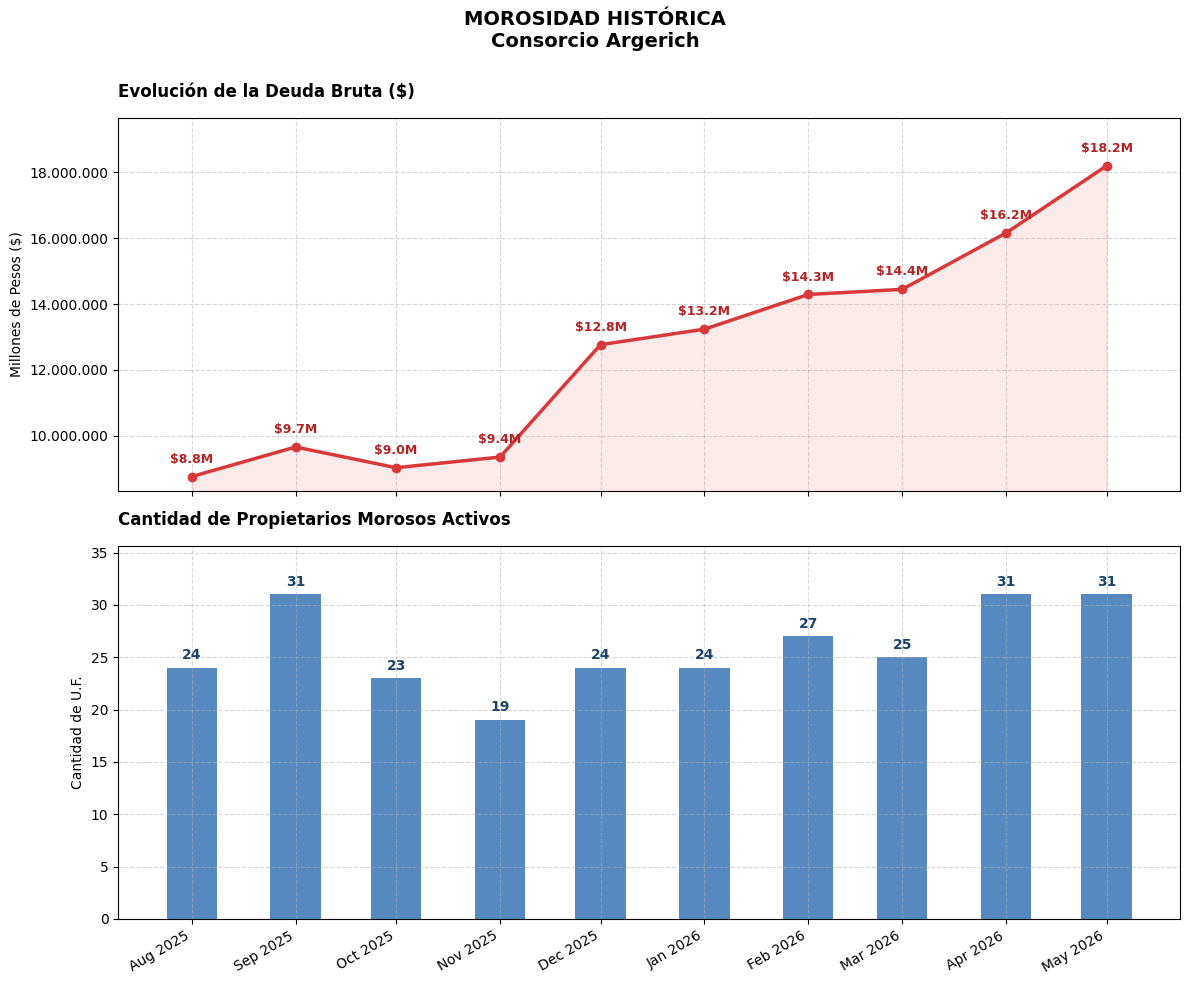 MOROSIDAD HISTÓRICA
Consorcio Argerich
Evolución de la Deuda Bruta ($)
Millones de Pesos ($)
18.000.000
16.000.000
14.000.000
12.000.000
10.000.000
$8.8M
$9.7M
$9.0M
$9.4M
$12.8M
$13.2M
$14.3M
$14.4M
$16.2M
$18.2M
Cantidad de Propietarios Morosos Activos
Cantidad de U.F.
35
30
25
20
15
10
5
0
24
31
23
19
24
24
27
25
31
31
Aug 2025
Sep 2025
Oct 2025
Nov 2025
Dec 2025
Jan 2026
Feb 2026
Mar 2026
Apr 2026
May 2026